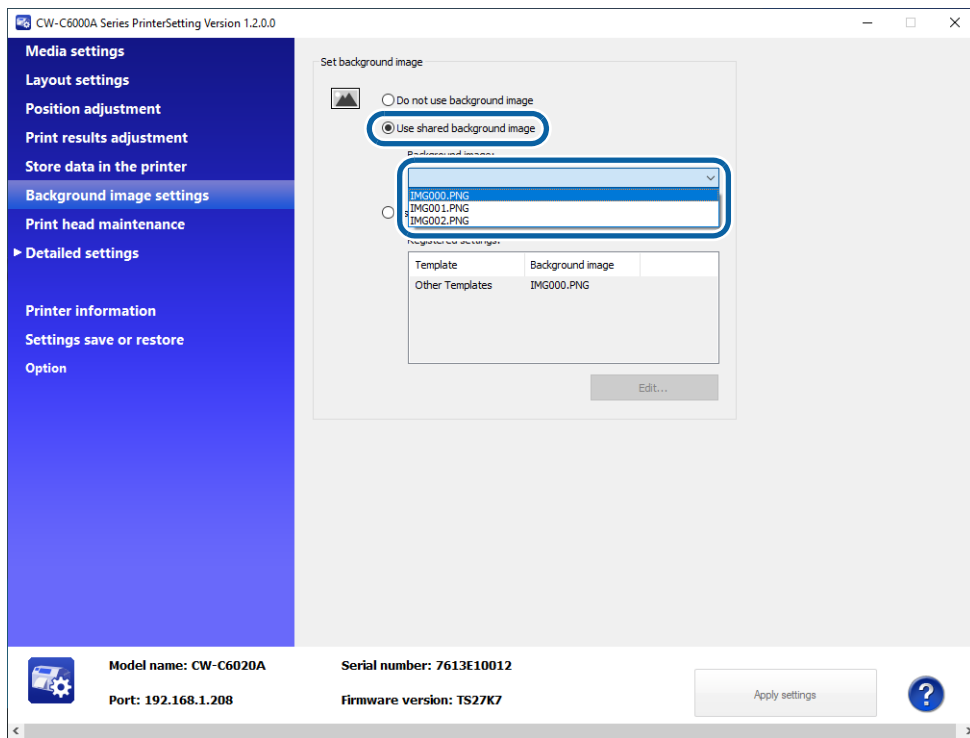 CW-C6000A Series PrinterSetting Version 1.2.0.0
Media settings
Layout settings
Position adjustment
Print results adjustment
Store data in the printer
Background image settings
Print head maintenance
Detailed settings
Printer information
Settings save or restore
Option
Set background image
Do not use background image
Use shared background image
Background image:
IMG000.PNG
IMG001.PNG
IMG002.PNG
Registered settings:
Template Background image
Other Templates IMG000.PNG
Edit...
Model name: CW-C6020A
Serial number: 7613E10012
Port: 192.168.1.208
Firmware version: TS27K7
Apply settings
?